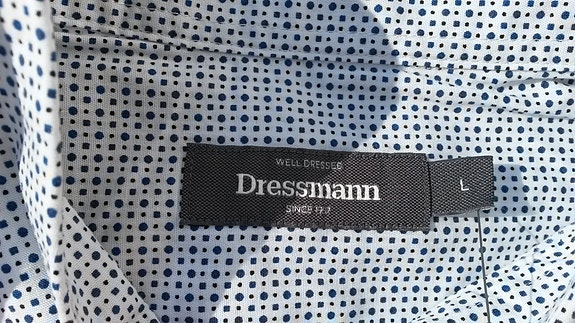 WELL DRESSED
Dressmann
SINCE
L